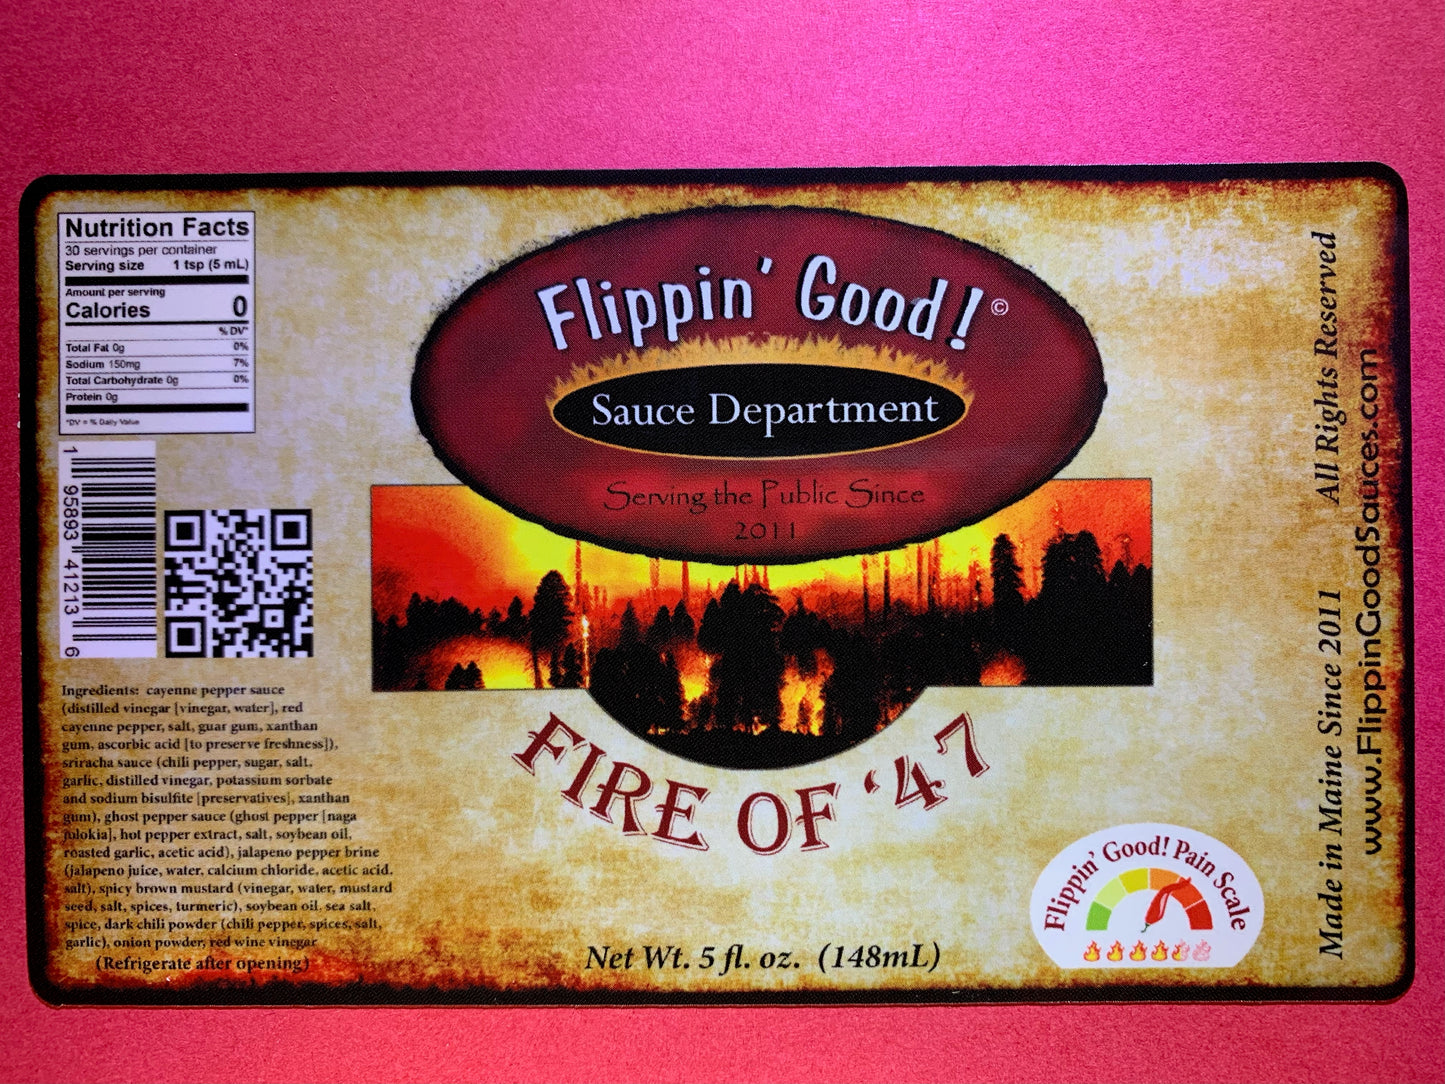 Nutrition Facts
30 servings per container
Serving size 1 tsp (5 mL)
Amount per serving
Calories 0
% DV*
Total Fat 0g 0%
Sodium 150mg 7%
Total Carbohydrate 0g 0%
Protein 0g
*DV = % Daily Value
1 95893 41213 6
Ingredients: cayenne pepper sauce
(distilled vinegar [vinegar, water], red
cayenne pepper, salt, guar gum, xanthan
gum, ascorbic acid [to preserve freshness]),
sriracha sauce (chili pepper, sugar, salt,
garlic, distilled vinegar, potassium sorbate
and sodium bisulfite [preservatives], xanthan
gum), ghost pepper sauce (ghost pepper [naga
jolokia], hot pepper extract, salt, soybean oil,
roasted garlic, acetic acid), jalapeno pepper brine
(jalapeno juice, water, calcium chloride, acetic acid,
salt), spicy brown mustard (vinegar, water, mustard
seed, salt, spices, turmeric), soybean oil, sea salt,
spice, dark chili powder (chili pepper, spices, salt,
garlic), onion powder, red wine vinegar
(Refrigerate after opening)
Flippin' Good! ©
Sauce Department
Serving the Public Since
2011
FIRE OF '47
Net Wt. 5 fl. oz. (148mL)
Flippin' Good! Pain Scale
Made in Maine Since 2011 All Rights Reserved
www.FlippinGoodSauces.com